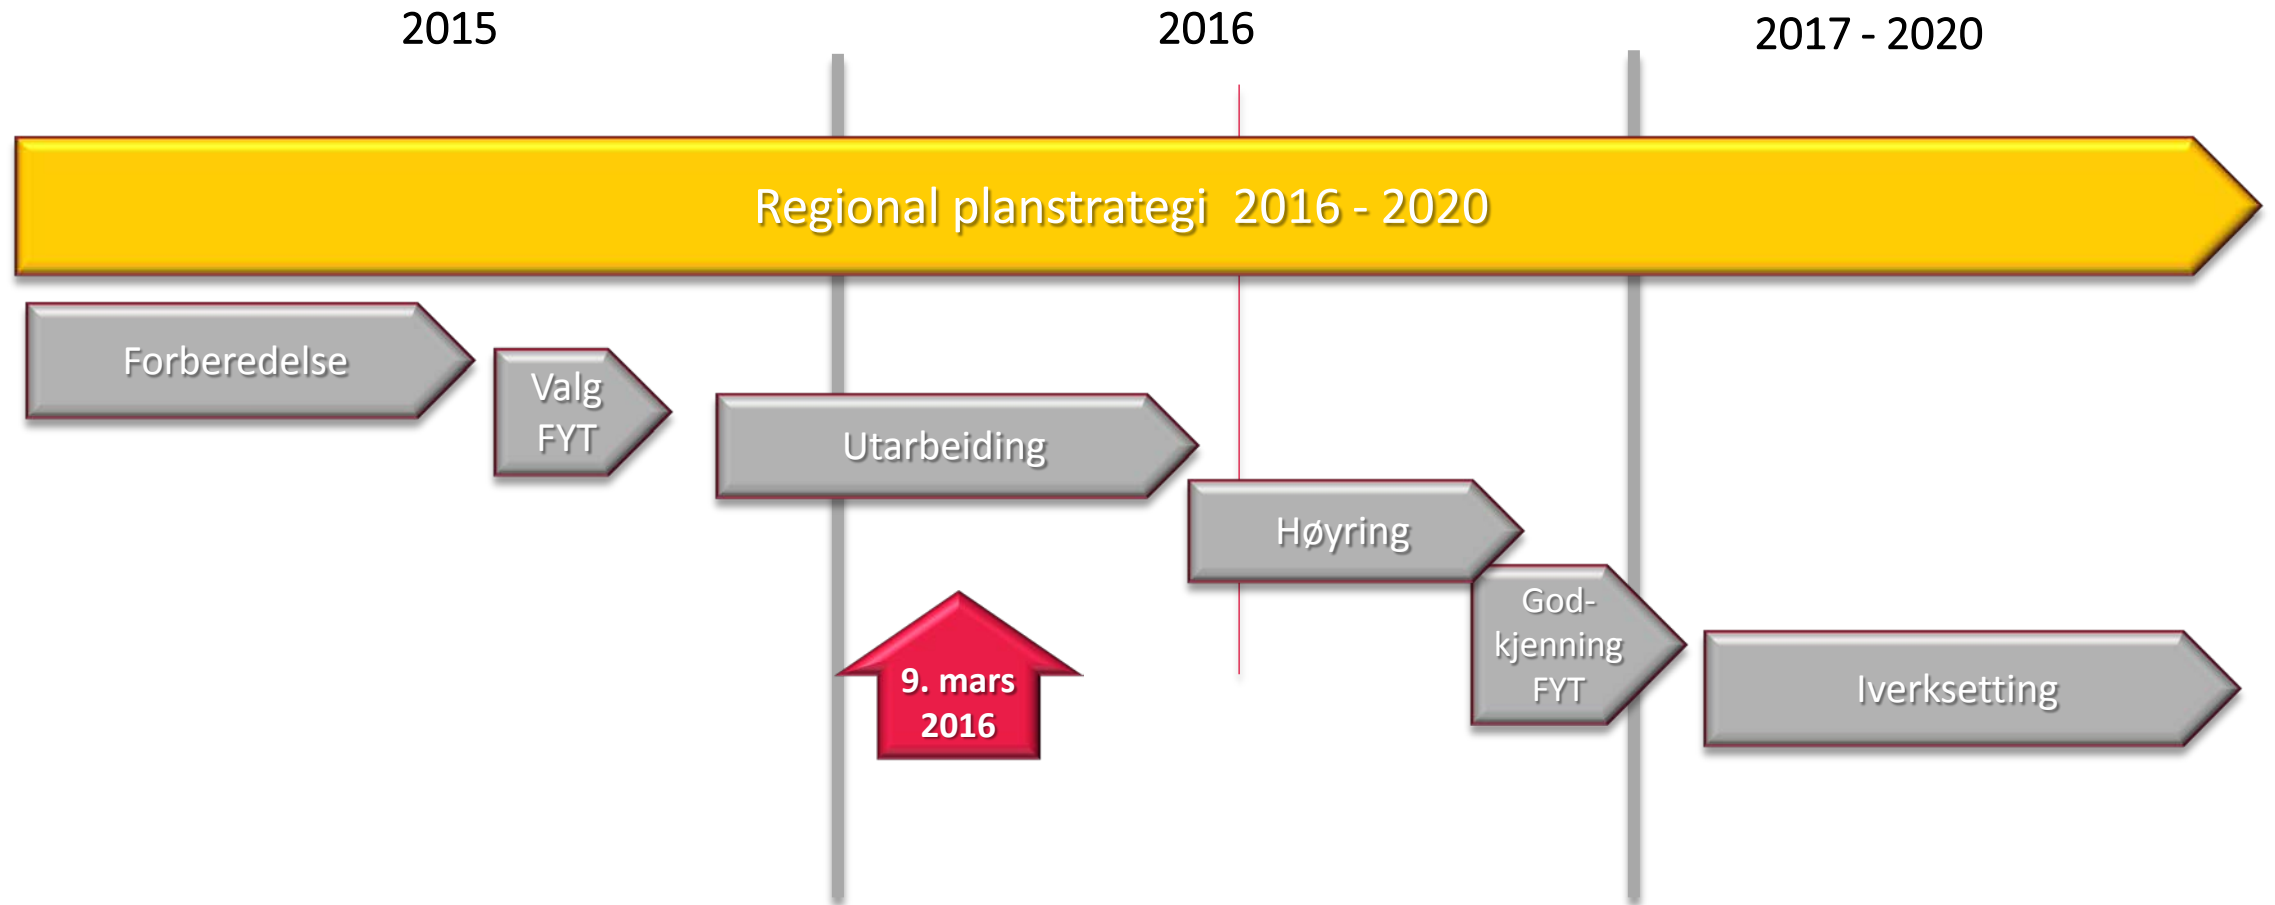 2015
2016
2017 - 2020
Regional planstrategi 2016 - 2020
Forberedelse
Valg
FYT
Utarbeiding
Høyring
God-
kjenning
FYT
9. mars
2016
Iverksetting